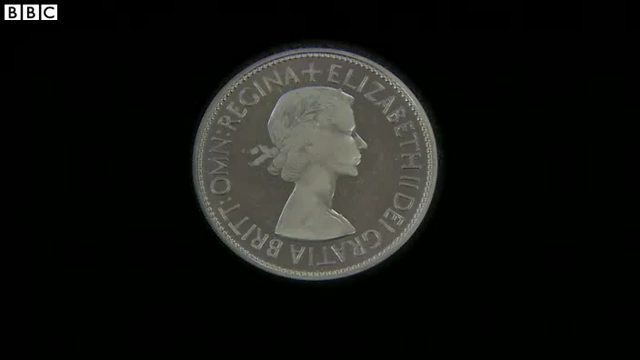 BBC
+ ELIZABETH II DEI GRATIA BRITT: OMN: REGINA